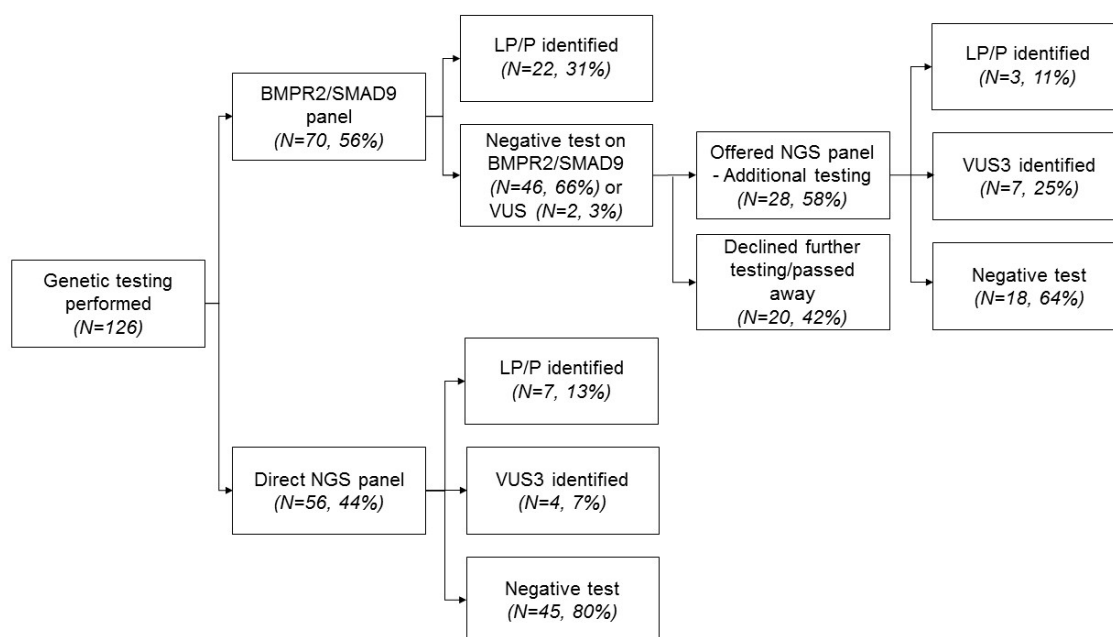 Genetic testing
performed
(N=126)
BMPR2/SMAD9
panel
(N=70, 56%)
LP/P identified
(N=22, 31%)
Negative test on
BMPR2/SMAD9
(N=46, 66%) or
VUS (N=2, 3%)
Offered NGS panel
- Additional testing
(N=28, 58%)
LP/P identified
(N=3, 11%)
VUS3 identified
(N=7, 25%)
Negative test
(N=18, 64%)
Declined further
testing/passed
away
(N=20, 42%)
Direct NGS panel
(N=56, 44%)
LP/P identified
(N=7, 13%)
VUS3 identified
(N=4, 7%)
Negative test
(N=45, 80%)